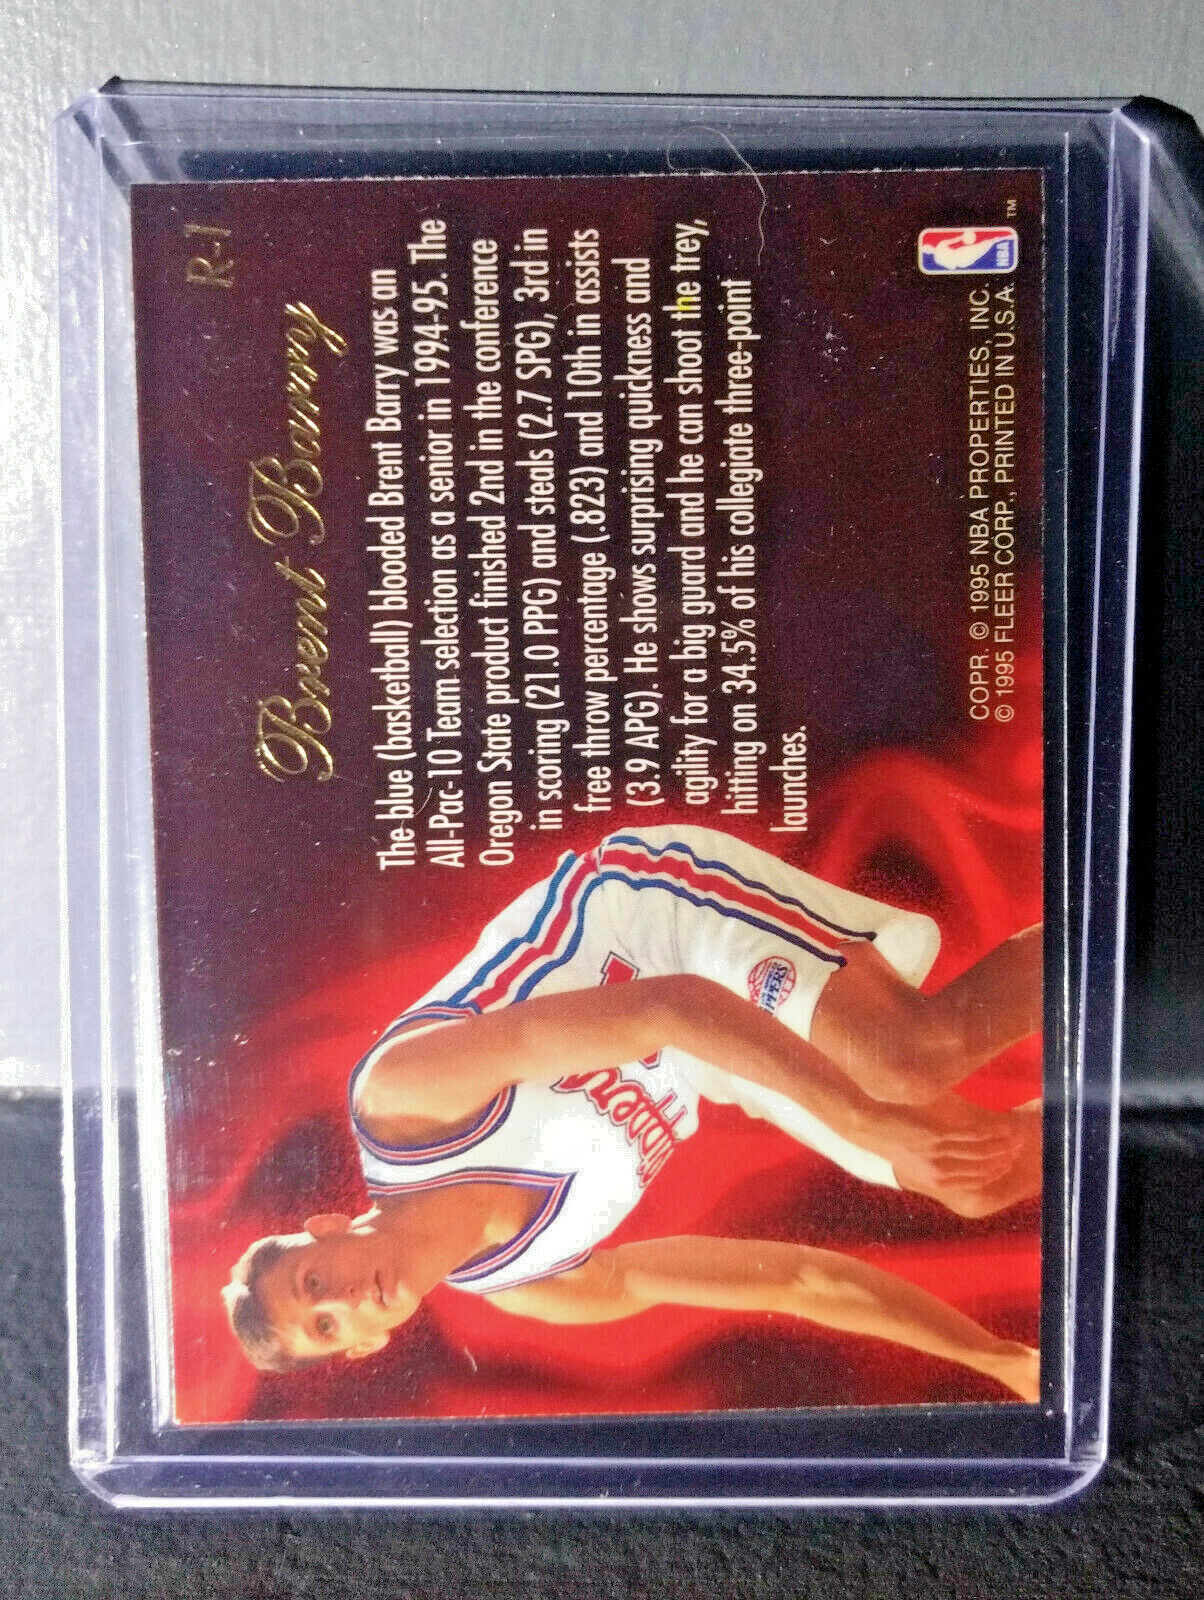 R-1
Brent Barry
The blue (basketball) blooded Brent Barry was an
All-Pac-10 Team selection as a senior in 1994-95. The
Oregon State product finished 2nd in the conference
in scoring (21.0 PPG) and steals (2.7 SPG), 3rd in
free throw percentage (.823) and 10th in assists
(3.9 APG). He shows surprising quickness and
agility for a big guard and he can shoot the trey,
hitting on 34.5% of his collegiate three-point
launches.
COPR. © 1995 NBA PROPERTIES, INC.
© 1995 FLEER CORP., PRINTED IN U.S.A.
NBA
TM